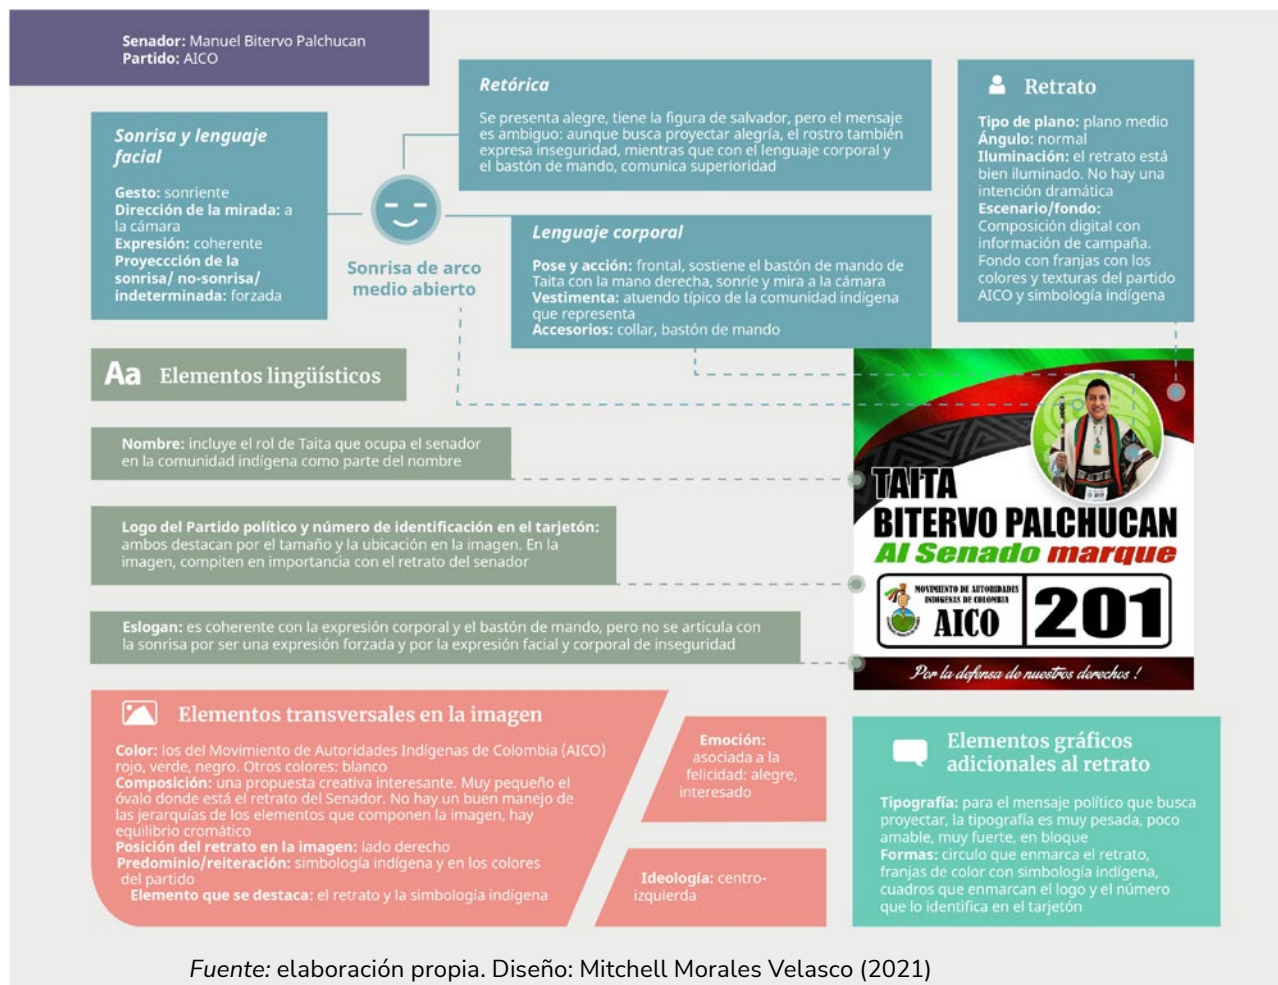 Senador: Manuel Bitervo Palchucan
Partido: AICO
Sonrisa y lenguaje
facial
Gesto: sonriente
Dirección de la mirada: a
la cámara
Expresión: coherente
Proyeccción de la
sonrisa/ no-sonrisa/
indeterminada: forzada
Retórica
Se presenta alegre, tiene la figura de salvador, pero el mensaje
es ambiguo: aunque busca proyectar alegría, el rostro también
expresa inseguridad, mientras que con el lenguaje corporal y
el bastón de mando, comunica superioridad
Sonrisa de arco
medio abierto
Lenguaje corporal
Pose y acción: frontal, sostiene el bastón de mando de
Taita con la mano derecha, sonríe y mira a la cámara
Vestimenta: atuendo típico de la comunidad indígena
que representa
Accesorios: collar, bastón de mando
Retrato
Tipo de plano: plano medio
Ángulo: normal
Iluminación: el retrato está
bien iluminado. No hay una
intención dramática
Escenario/fondo:
Composición digital con
información de campaña.
Fondo con franjas con los
colores y texturas del partido
AICO y simbología indígena
Aa Elementos lingüísticos
Nombre: incluye el rol de Taita que ocupa el senador
en la comunidad indígena como parte del nombre
Logo del Partido político y número de identificación en el tarjetón:
ambos destacan por el tamaño y la ubicación en la imagen. En la
imagen, compiten en importancia con el retrato del senador
Eslogan: es coherente con la expresión corporal y el bastón de mando, pero no se articula con
la sonrisa por ser una expresión forzada y por la expresión facial y corporal de inseguridad
TAITA
BITERVO PALCHUCAN
Al Senado marque
MOVIMIENTO DE AUTORIDADES
INDIGENAS DE COLOMBIA
AICO
201
Por la defensa de nuestros derechos !
Elementos transversales en la imagen
Color: los del Movimiento de Autoridades Indígenas de Colombia (AICO)
rojo, verde, negro. Otros colores: blanco
Composición: una propuesta creativa interesante. Muy pequeño el
óvalo donde está el retrato del Senador. No hay un buen manejo de
las jerarquías de los elementos que componen la imagen, hay
equilibrio cromático
Posición del retrato en la imagen: lado derecho
Predominio/reiteración: simbología indígena y en los colores
del partido
Elemento que se destaca: el retrato y la simbología indígena
Emoción:
asociada a la
felicidad: alegre,
interesado
Ideología: centro-
izquierda
Elementos gráficos
adicionales al retrato
Tipografía: para el mensaje político que busca
proyectar, la tipografía es muy pesada, poco
amable, muy fuerte, en bloque
Formas: circulo que enmarca el retrato,
franjas de color con simbología indígena,
cuadros que enmarcan el logo y el número
que lo identifica en el tarjetón
Fuente: elaboración propia. Diseño: Mitchell Morales Velasco (2021)